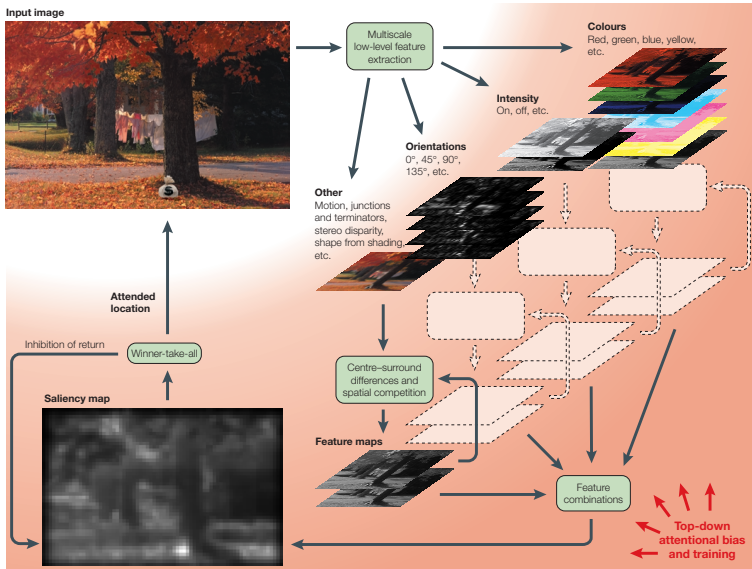 Input image
Multiscale
low-level feature
extraction
Colours
Red, green, blue, yellow,
etc.
Intensity
On, off, etc.
Orientations
0°, 45°, 90°,
135°, etc.
Other
Motion, junctions
and terminators,
stereo disparity,
shape from shading,
etc.
$
Attended
location
Inhibition of return
Winner-take-all
Centre–surround
differences and
spatial competition
Saliency map
Feature maps
Feature
combinations
Top-down
attentional bias
and training